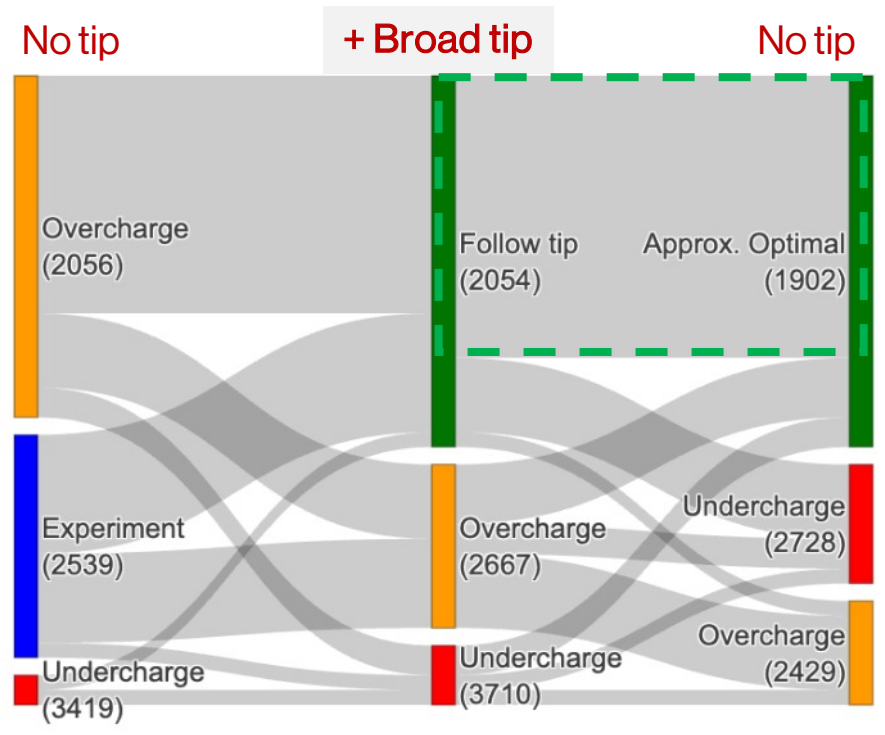 No tip
+ Broad tip
No tip
Overcharge
(2056)
Experiment
(2539)
Undercharge
(3419)
Follow tip
(2054)
Overcharge
(2667)
Undercharge
(3710)
Approx. Optimal
(1902)
Undercharge
(2728)
Overcharge
(2429)